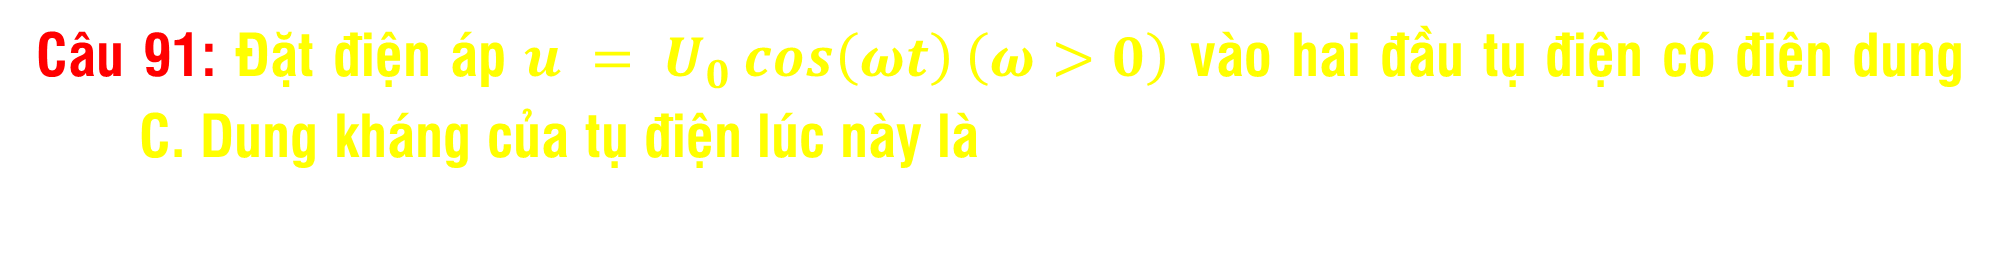 Câu 91: Đặt điện áp u = U₀ cos(ωt) (ω > 0) vào hai đầu tụ điện có điện dung
C. Dung kháng của tụ điện lúc này là